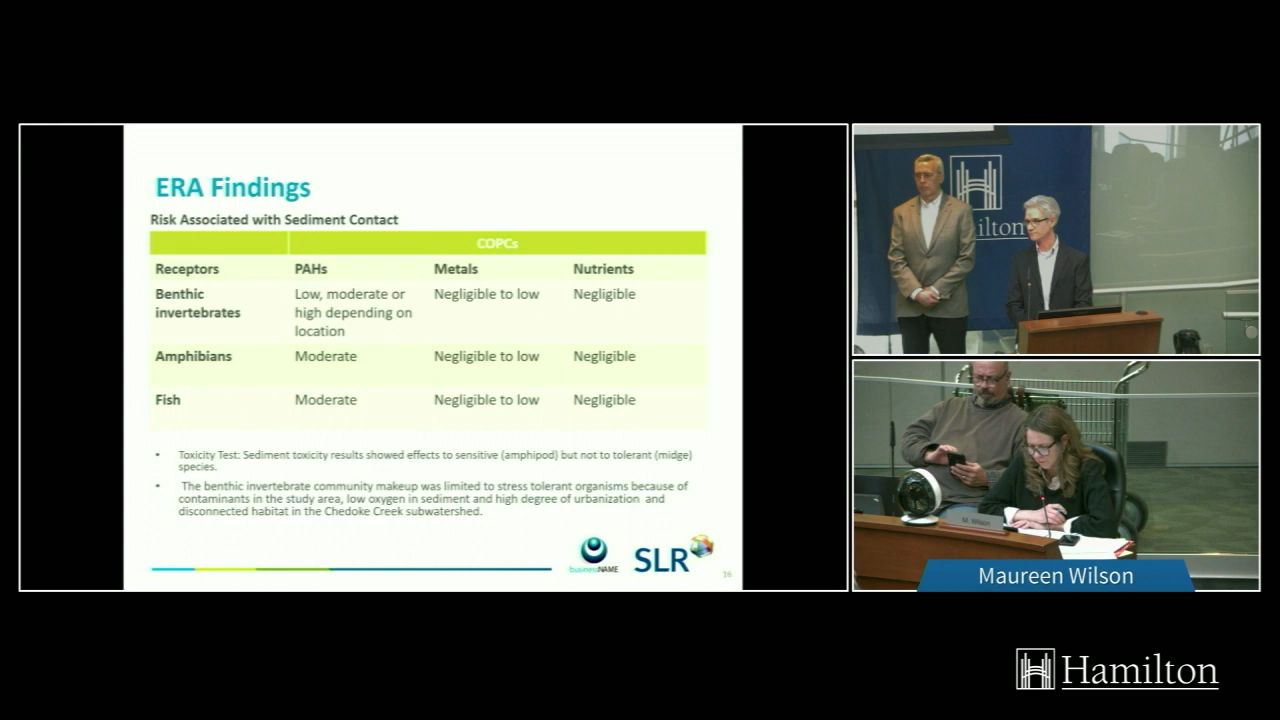 ERA Findings
Risk Associated with Sediment Contact
COPCs
Receptors PAHs Metals Nutrients
Benthic invertebrates Low, moderate or high depending on location Negligible to low Negligible
Amphibians Moderate Negligible to low Negligible
Fish Moderate Negligible to low Negligible
• Toxicity Test: Sediment toxicity results showed effects to sensitive (amphipod) but not to tolerant (midge)
species.
• The benthic invertebrate community makeup was limited to stress tolerant organisms because of
contaminants in the study area, low oxygen in sediment and high degree of urbanization and
disconnected habitat in the Chedoke Creek subwatershed.
businessNAME
SLR
16
ilton
M. Wilson
Maureen Wilson
Hamilton